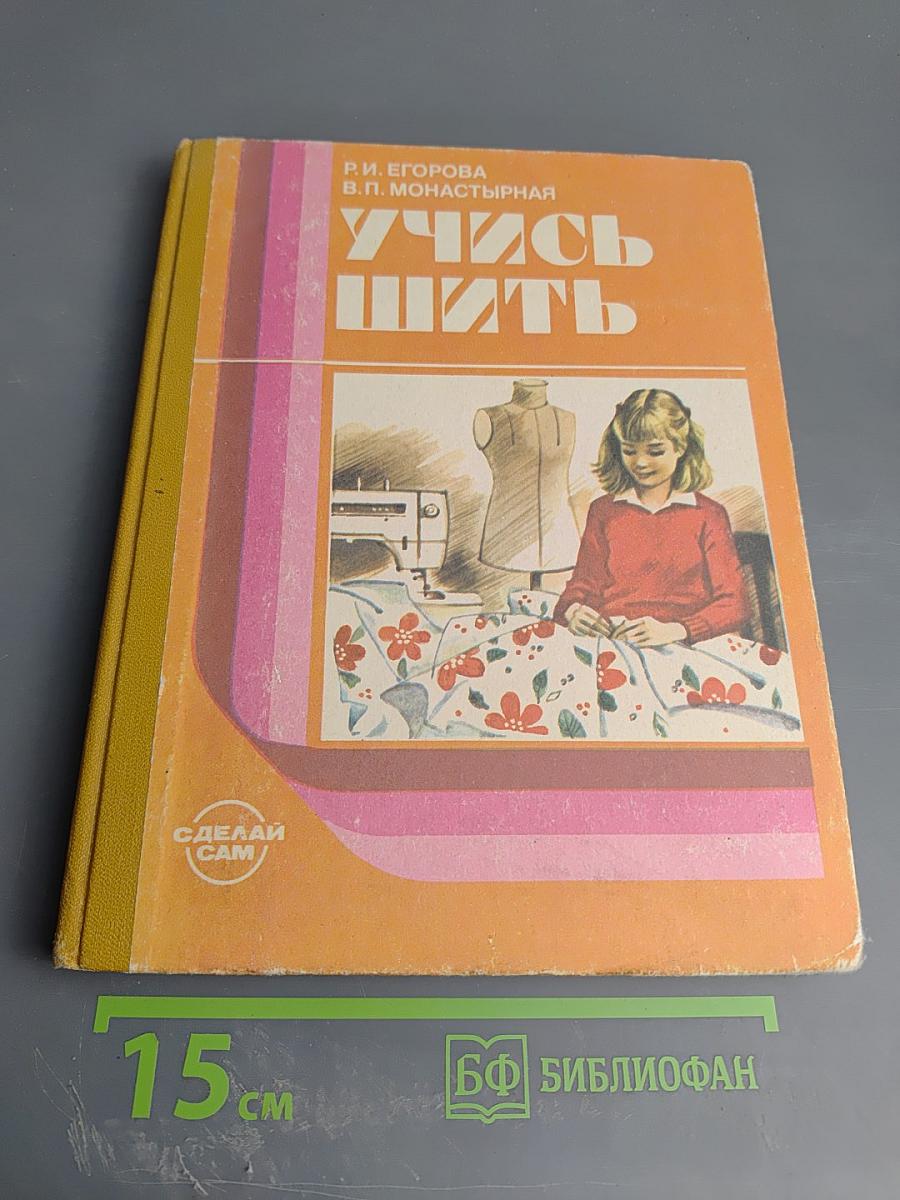 Р.И. ЕГОРОВА
В.П. МОНАСТЫРНАЯ
УЧИСЬ
ШИТЬ
СДЕЛАЙ
САМ
15 см
БФ БИБЛИОФАН